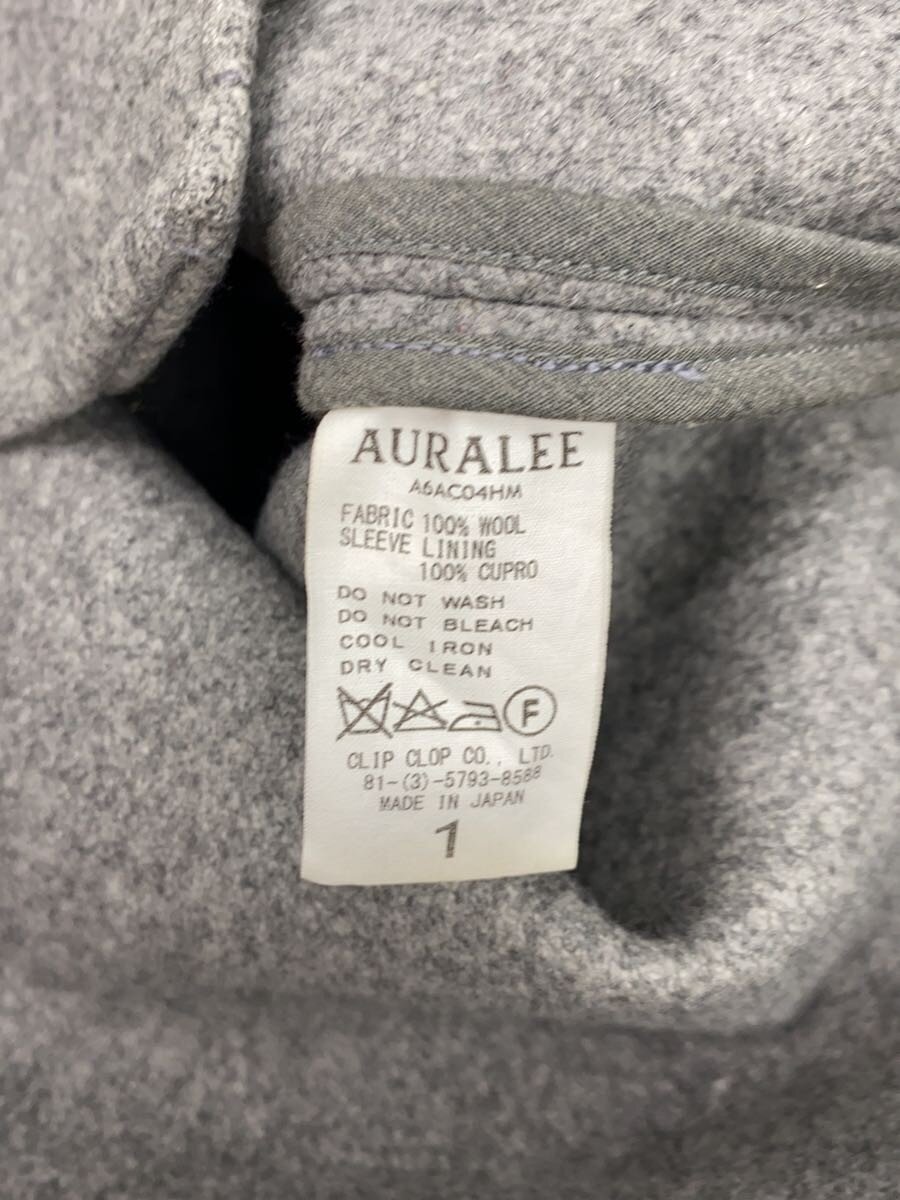 AURALEE
A6AC04HM
FABRIC 100% WOOL
SLEEVE LINING
100% CUPRO
DO NOT WASH
DO NOT BLEACH
COOL IRON
DRY CLEAN
F
CLIP CLOP CO., LTD.
81-(3)-5793-8588
MADE IN JAPAN
1